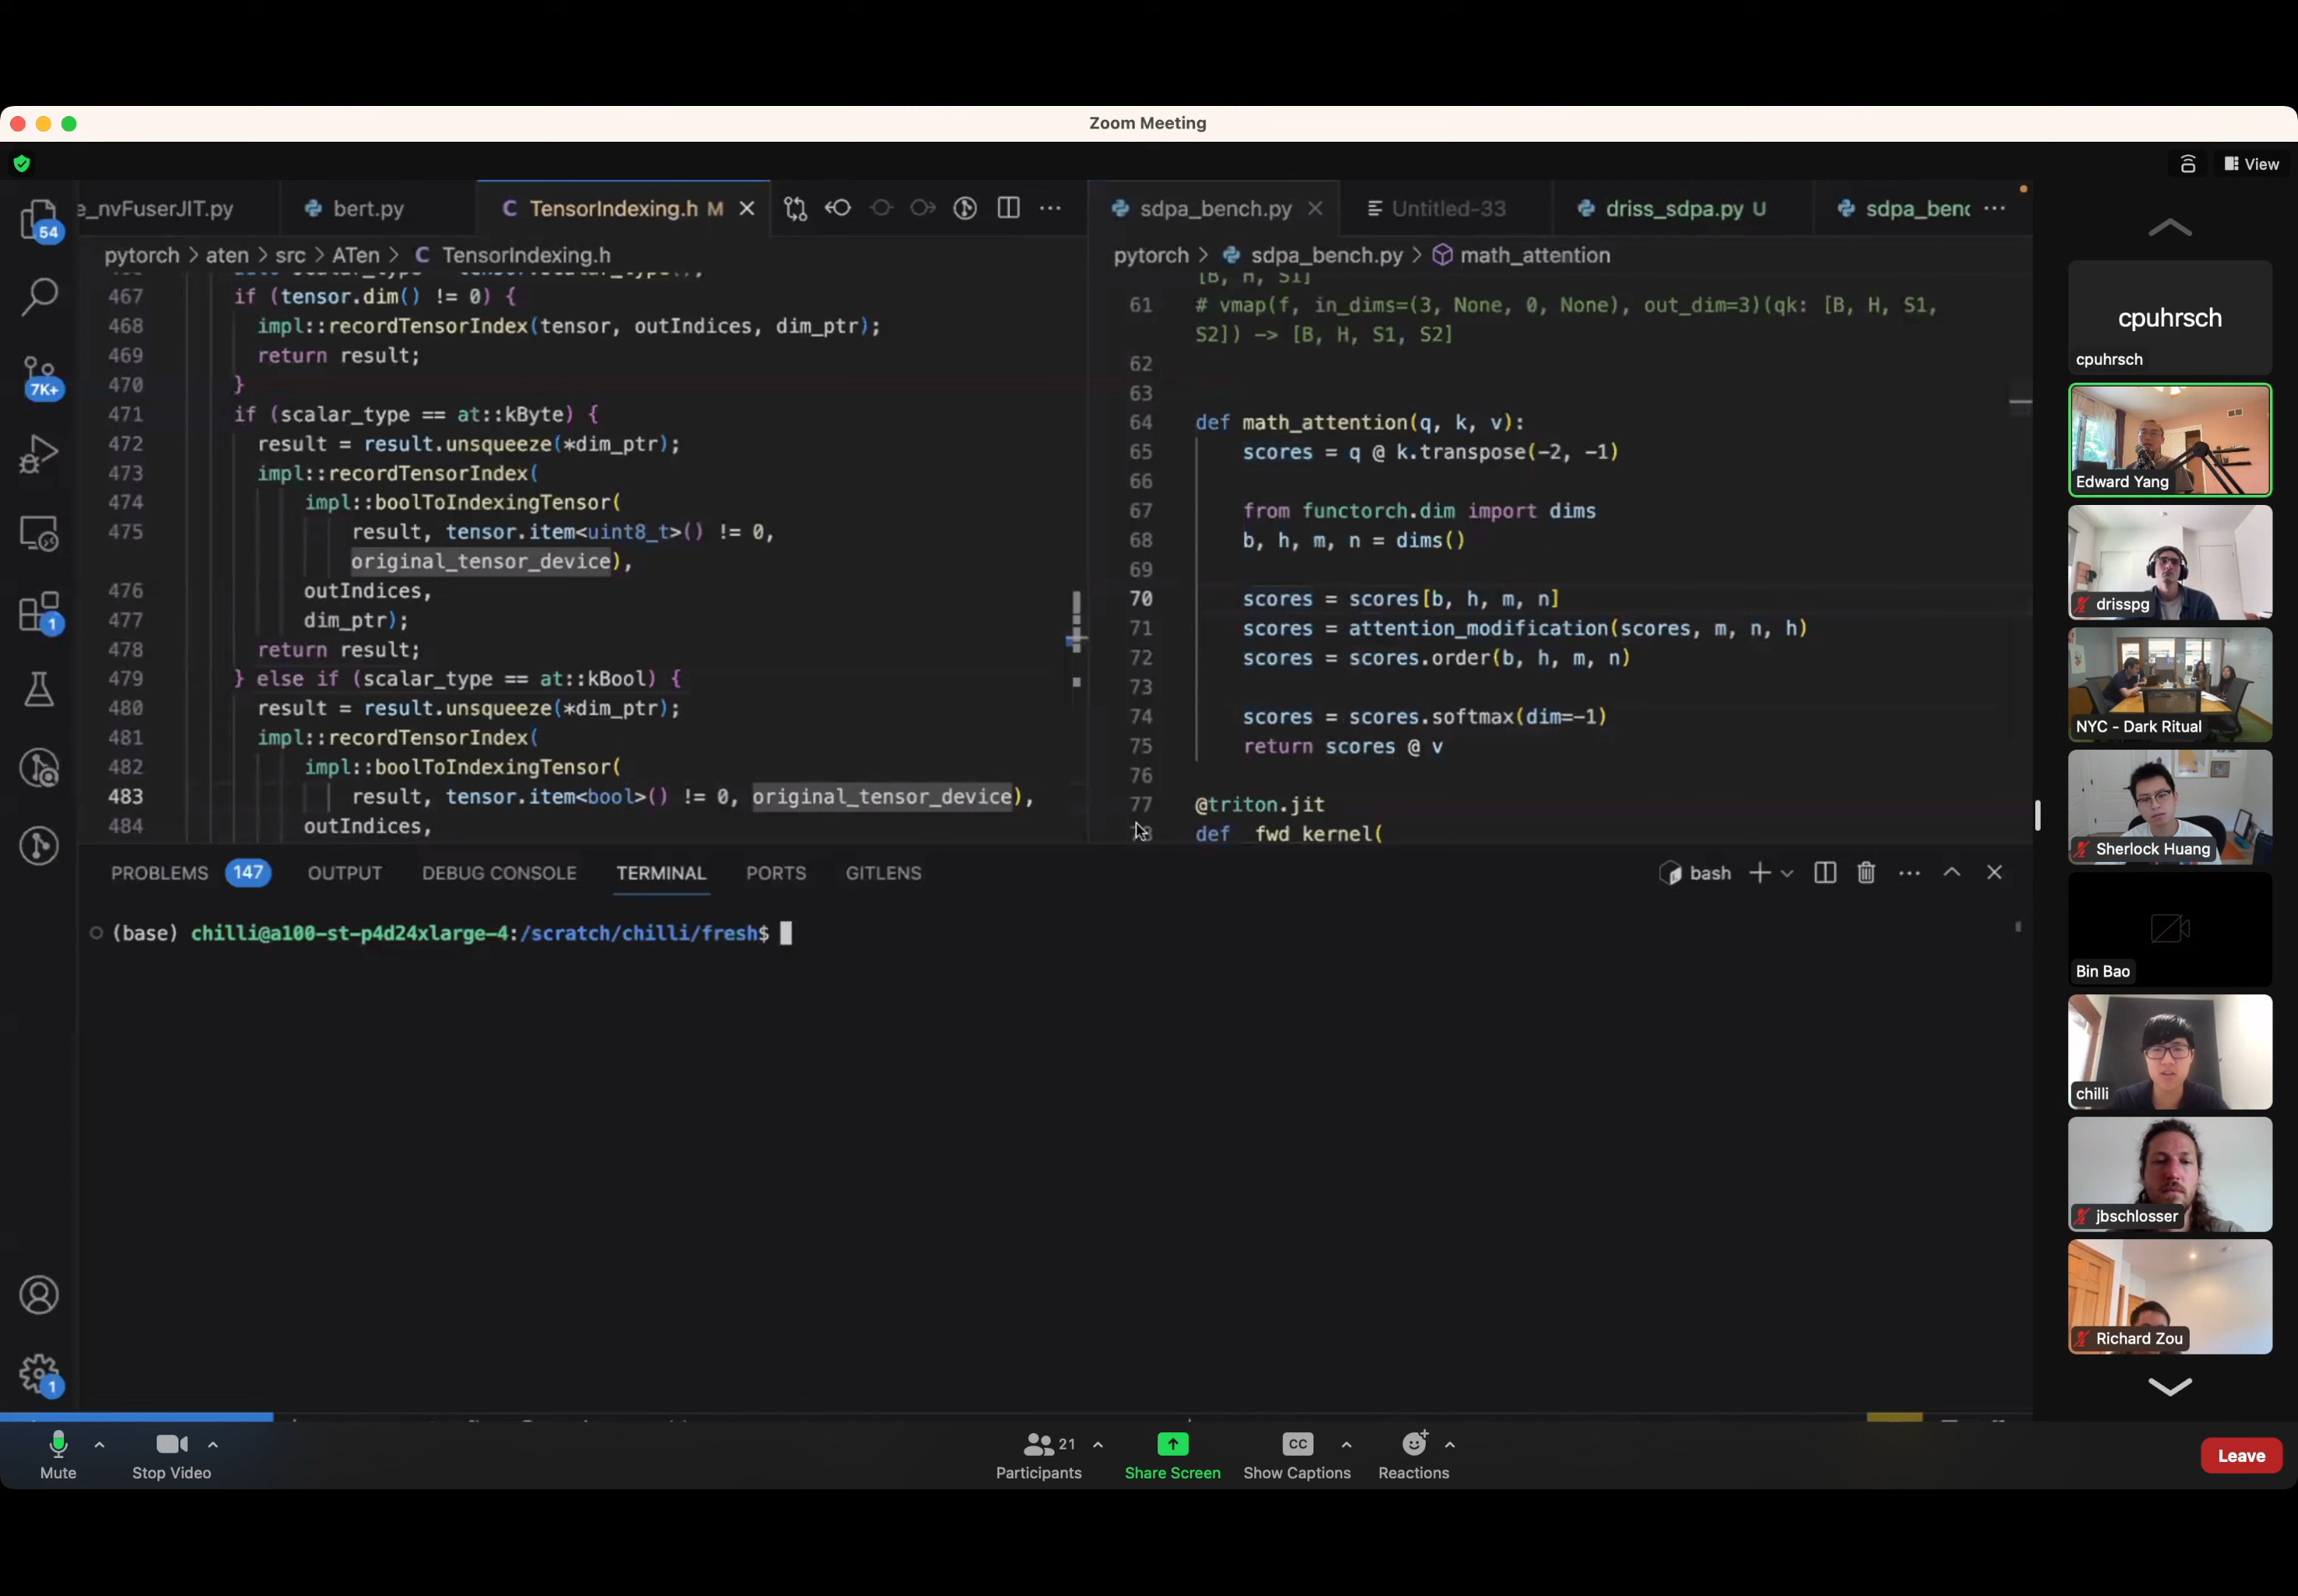 Zoom Meeting
View
e_nvFuserJIT.py
bert.py
C TensorIndexing.h M
sdpa_bench.py
Untitled-33
driss_sdpa.py U
sdpa_benc
pytorch > aten > src > ATen > C TensorIndexing.h
pytorch > sdpa_bench.py > math_attention
467 if (tensor.dim() != 0) {
468 impl::recordTensorIndex(tensor, outIndices, dim_ptr);
469 return result;
470 }
471 if (scalar_type == at::kByte) {
472 result = result.unsqueeze(*dim_ptr);
473 impl::recordTensorIndex(
474 impl::boolToIndexingTensor(
475 result, tensor.item<uint8_t>() != 0,
original_tensor_device),
476 outIndices,
477 dim_ptr);
478 return result;
479 } else if (scalar_type == at::kBool) {
480 result = result.unsqueeze(*dim_ptr);
481 impl::recordTensorIndex(
482 impl::boolToIndexingTensor(
483 result, tensor.item<bool>() != 0, original_tensor_device),
484 outIndices,
[B, H, S1]
61 # vmap(f, in_dims=(3, None, 0, None), out_dim=3)(qk: [B, H, S1,
S2]) -> [B, H, S1, S2]
62
63
64 def math_attention(q, k, v):
65 scores = q @ k.transpose(-2, -1)
66
67 from functorch.dim import dims
68 b, h, m, n = dims()
69
70 scores = scores[b, h, m, n]
71 scores = attention_modification(scores, m, n, h)
72 scores = scores.order(b, h, m, n)
73
74 scores = scores.softmax(dim=-1)
75 return scores @ v
76
77 @triton.jit
78 def _fwd_kernel(
54
7K+
1
1
PROBLEMS 147 OUTPUT DEBUG CONSOLE TERMINAL PORTS GITLENS
bash
(base) chilli@a100-st-p4d24xlarge-4:/scratch/chilli/fresh$
cpuhrsch
cpuhrsch
Edward Yang
drisspg
NYC - Dark Ritual
Sherlock Huang
Bin Bao
chilli
jbschlosser
Richard Zou
Mute
Stop Video
21
Participants
Share Screen
CC
Show Captions
Reactions
Leave